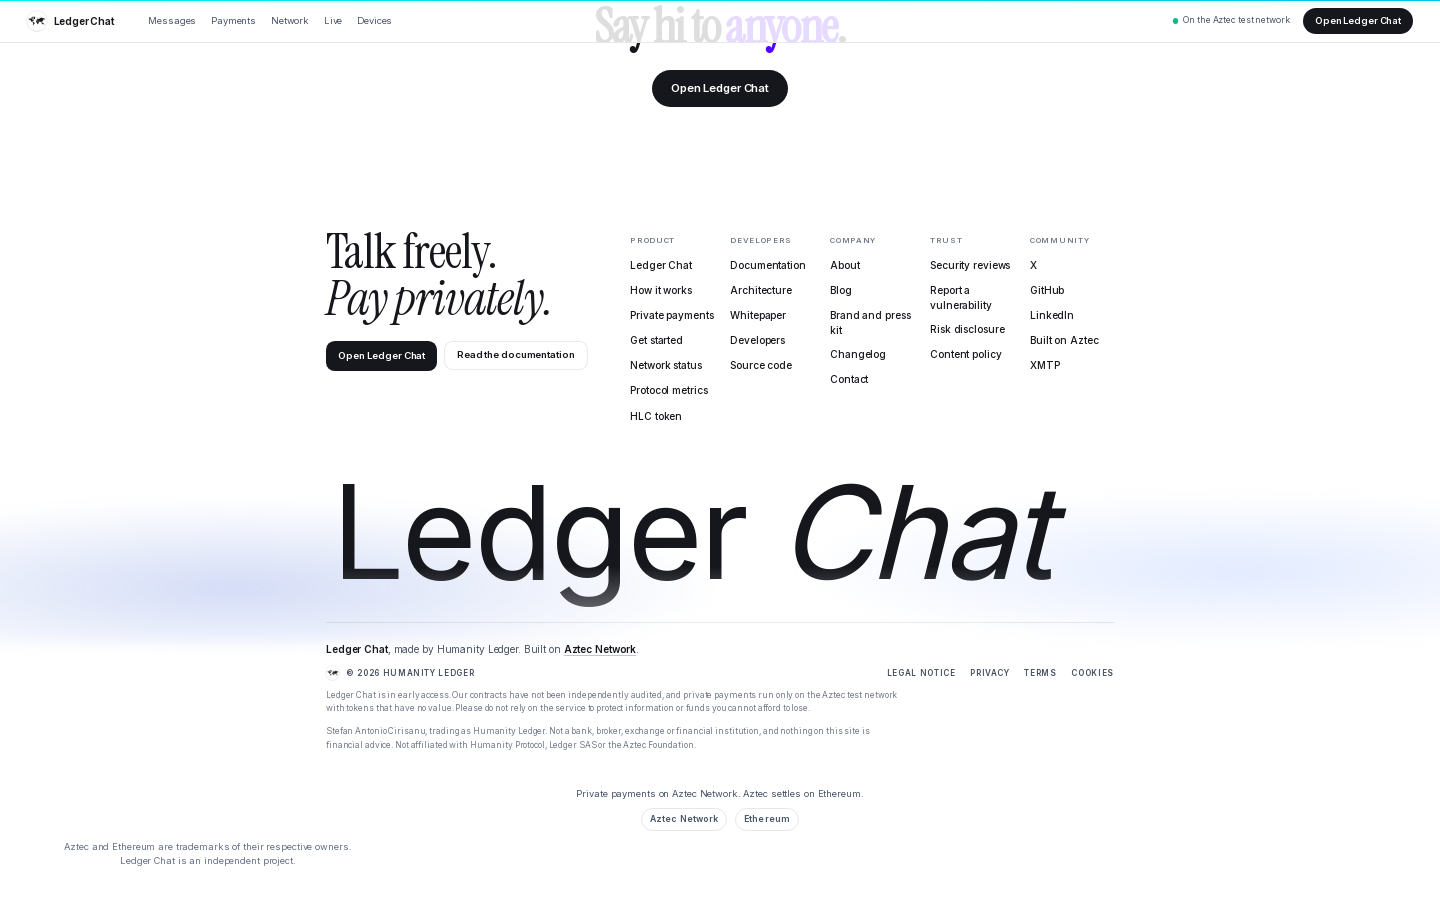 Ledger Chat
Messages Payments Network Live Devices
On the Aztec test network
Open Ledger Chat
Say hi to anyone.
Open Ledger Chat
Talk freely.
Pay privately.
Open Ledger Chat
Read the documentation
PRODUCT
Ledger Chat
How it works
Private payments
Get started
Network status
Protocol metrics
HLC token
DEVELOPERS
Documentation
Architecture
Whitepaper
Developers
Source code
COMPANY
About
Blog
Brand and press
kit
Changelog
Contact
TRUST
Security reviews
Report a
vulnerability
Risk disclosure
Content policy
COMMUNITY
X
GitHub
LinkedIn
Built on Aztec
XMTP
Ledger Chat
Ledger Chat, made by Humanity Ledger. Built on Aztec Network.
© 2026 HUMANITY LEDGER
LEGAL NOTICE PRIVACY TERMS COOKIES
Ledger Chat is in early access. Our contracts have not been independently audited, and private payments run only on the Aztec test network
with tokens that have no value. Please do not rely on the service to protect information or funds you cannot afford to lose.
Stefan Antonio Cirisanu, trading as Humanity Ledger. Not a bank, broker, exchange or financial institution, and nothing on this site is
financial advice. Not affiliated with Humanity Protocol, Ledger SAS or the Aztec Foundation.
Private payments on Aztec Network. Aztec settles on Ethereum.
Aztec Network
Ethereum
Aztec and Ethereum are trademarks of their respective owners.
Ledger Chat is an independent project.